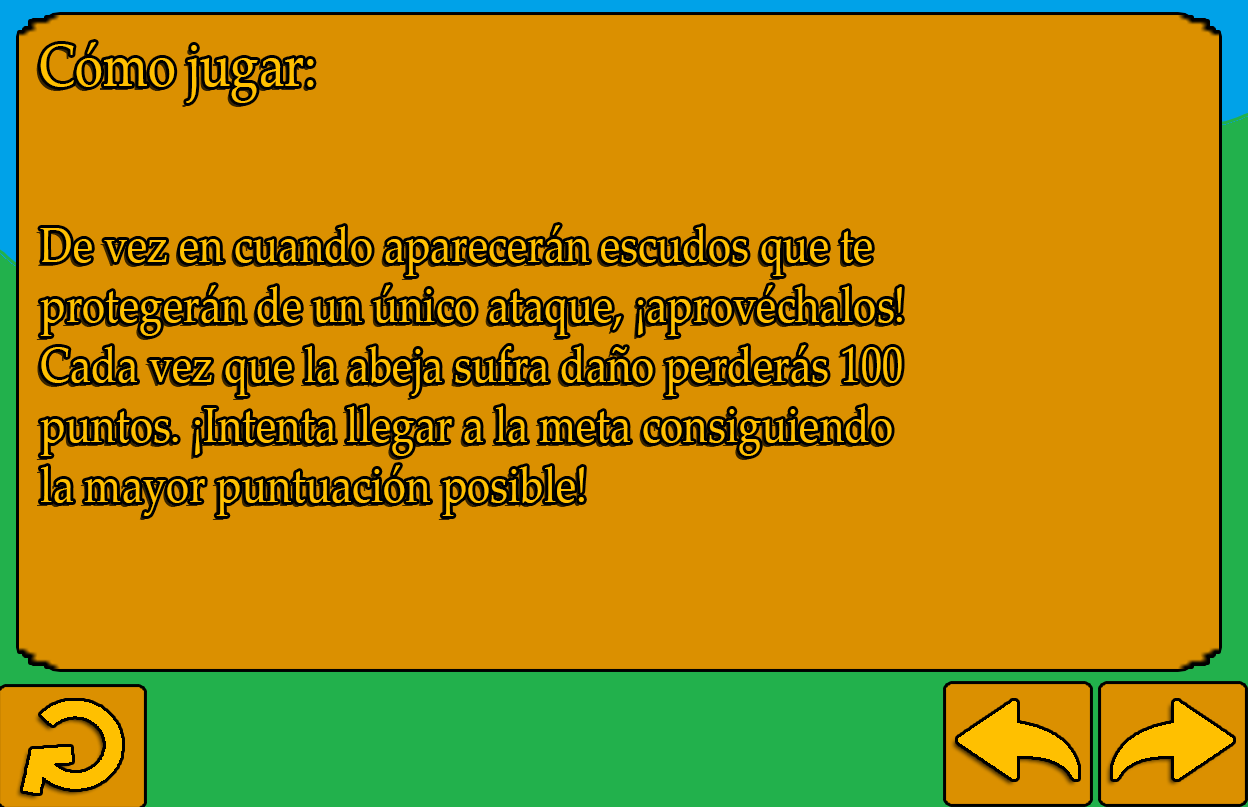 Cómo jugar:
De vez en cuando aparecerán escudos que te
protegerán de un único ataque, ¡aprovéchalos!
Cada vez que la abeja sufra daño perderás 100
puntos. ¡Intenta llegar a la meta consiguiendo
la mayor puntuación posible!